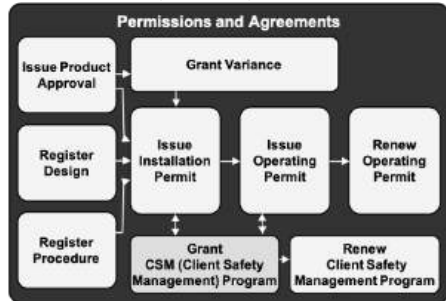 Permissions and Agreements
Issue Product
Approval
Grant Variance
Register
Design
Issue
Installation
Permit
Issue
Operating
Permit
Renew
Operating
Permit
Register
Procedure
Grant
CSM (Client Safety
Management) Program
Renew
Client Safety
Management Program